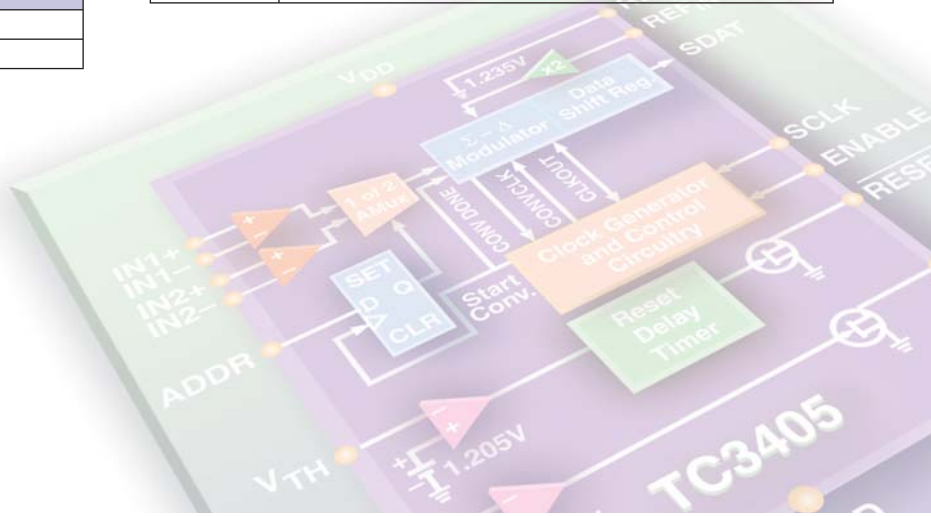 REFIN
SDAT
VDD
1.235V
x2
Σ – Δ
Modulator
Data
Shift Reg.
SCLK
ENABLE
RESE
1 of 2
AMux
CONV DONE
CONVCLK
CLKOUT
Clock Generator
and Control
Circuitry
IN1+
IN1–
IN2+
IN2–
SET
D Q
CLR
Start
Conv.
Reset
Delay
Timer
ADDR
VTH
1.205V
TC3405